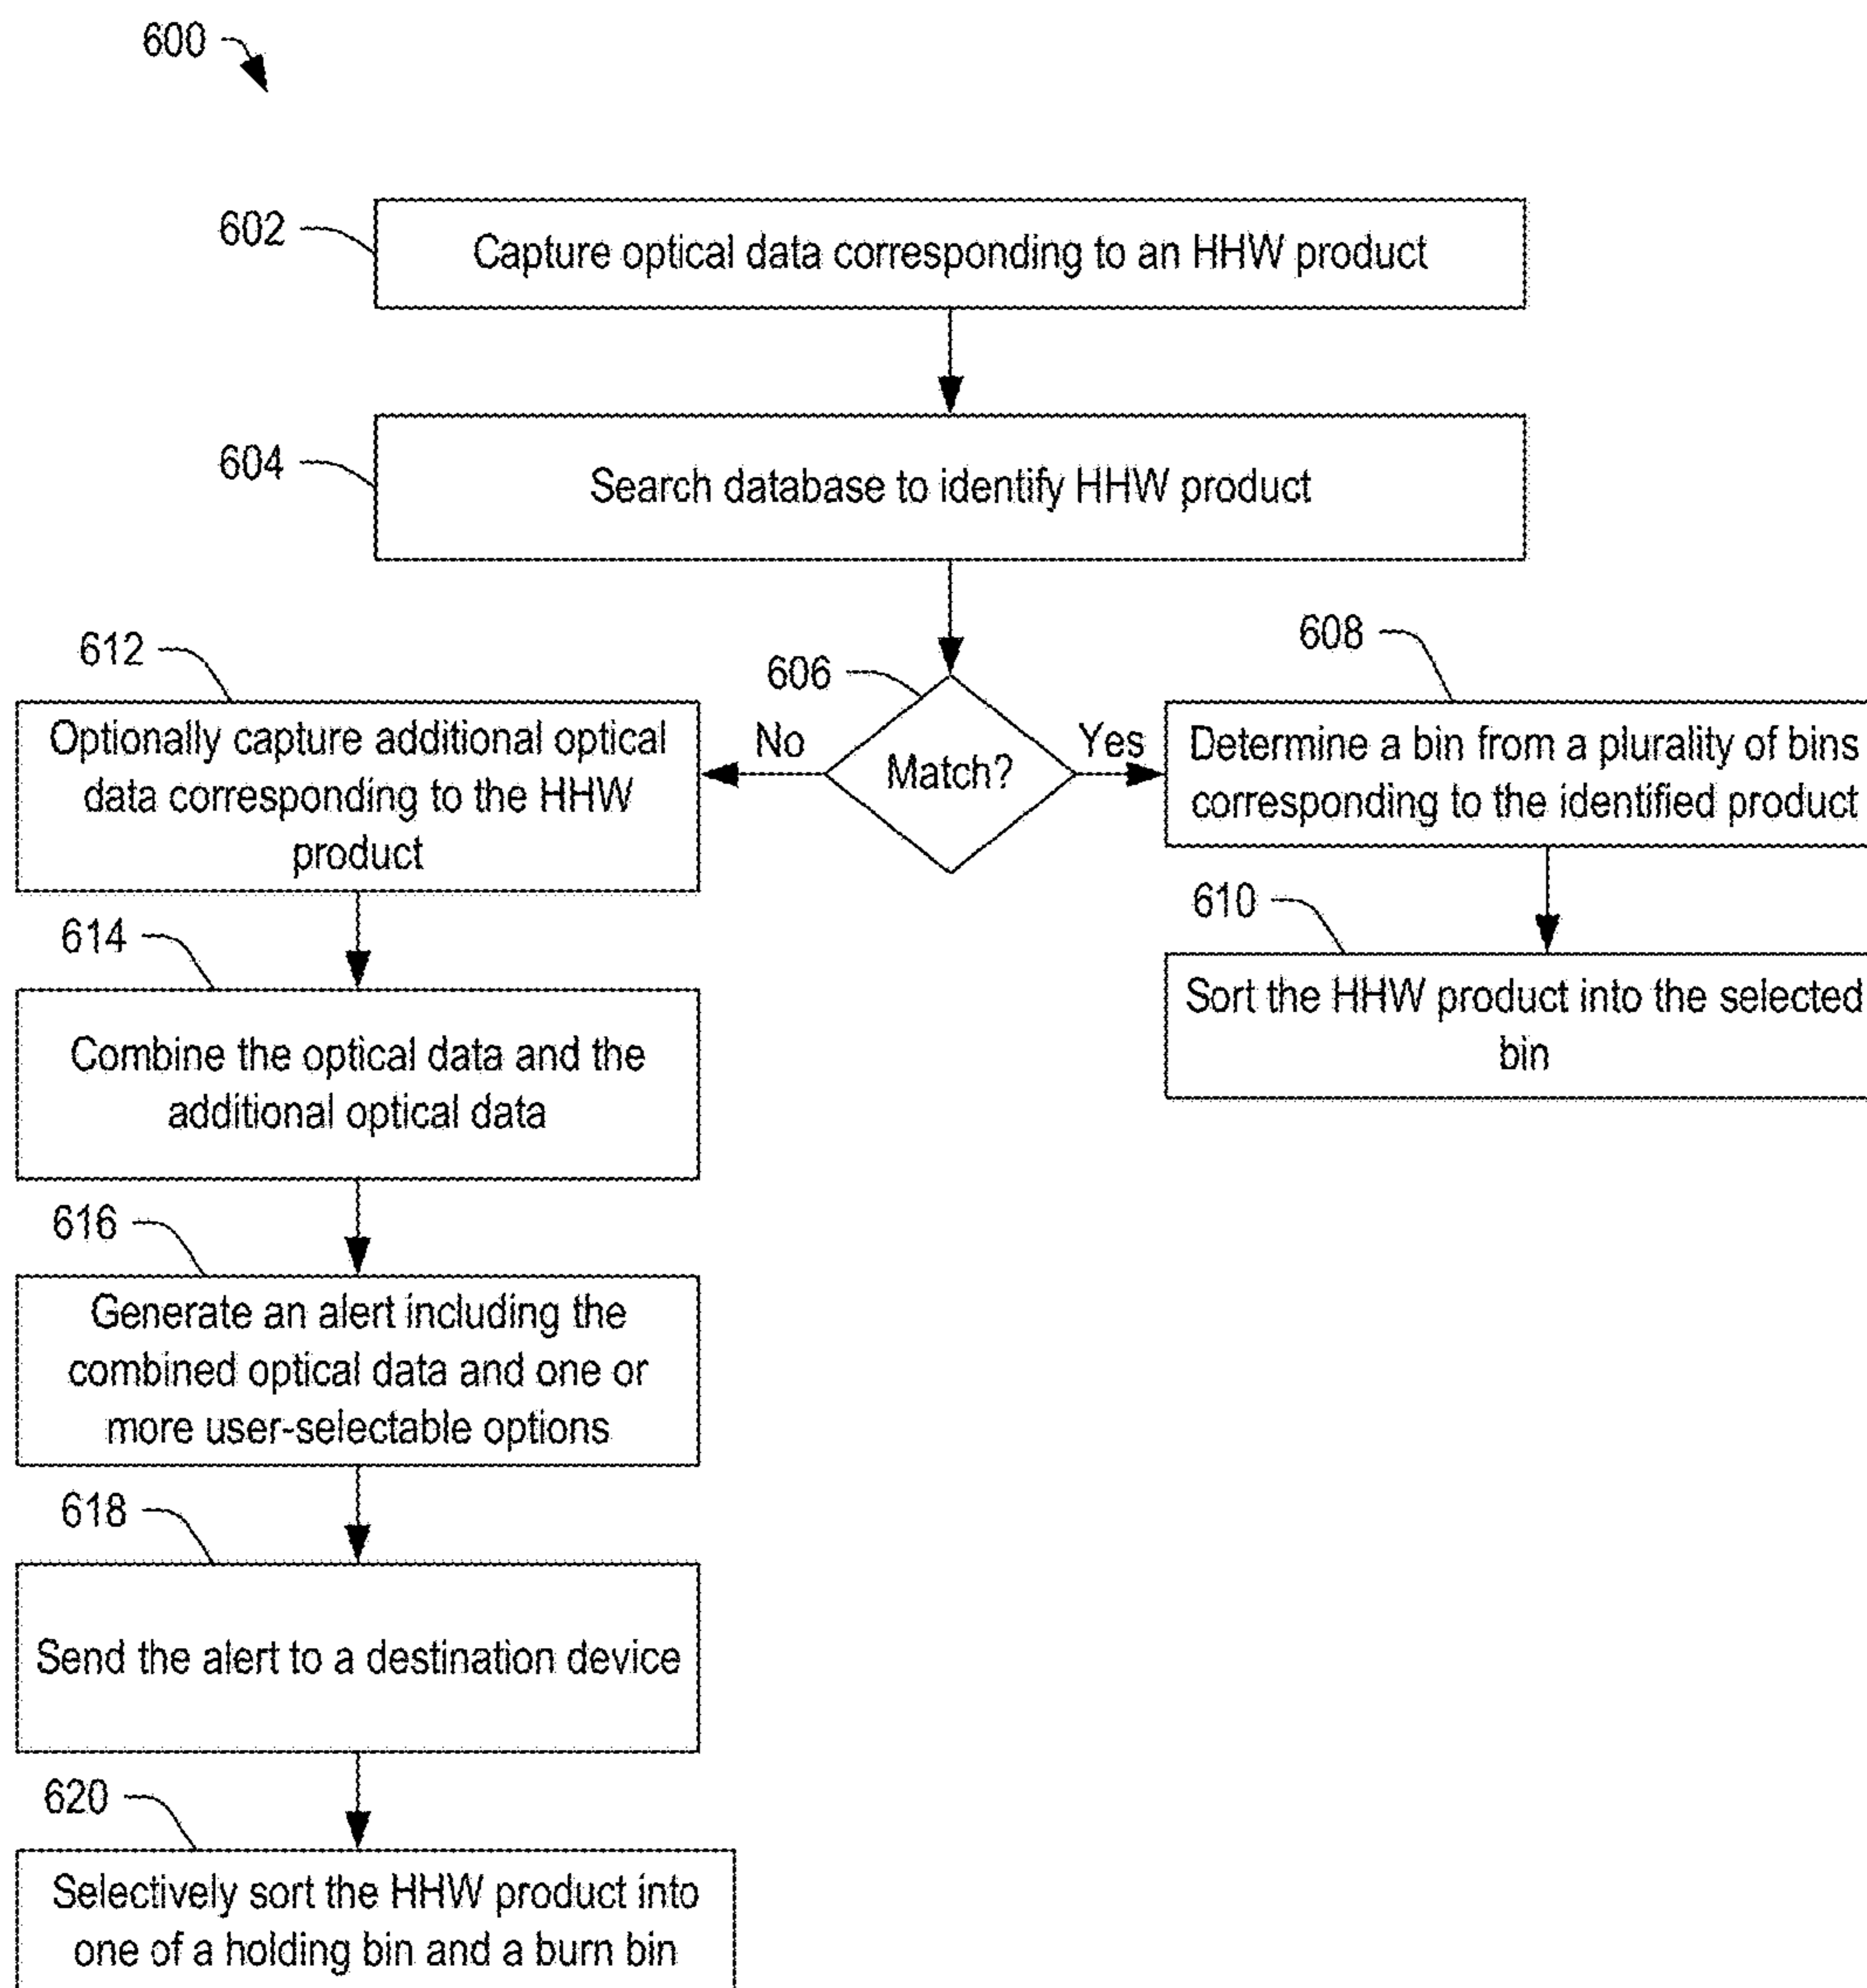 600
602
Capture optical data corresponding to an HHW product
604
Search database to identify HHW product
606
Match?
No
Yes
608
Determine a bin from a plurality of bins
corresponding to the identified product
610
Sort the HHW product into the selected
bin
612
Optionally capture additional optical
data corresponding to the HHW
product
614
Combine the optical data and the
additional optical data
616
Generate an alert including the
combined optical data and one or
more user-selectable options
618
Send the alert to a destination device
620
Selectively sort the HHW product into
one of a holding bin and a burn bin